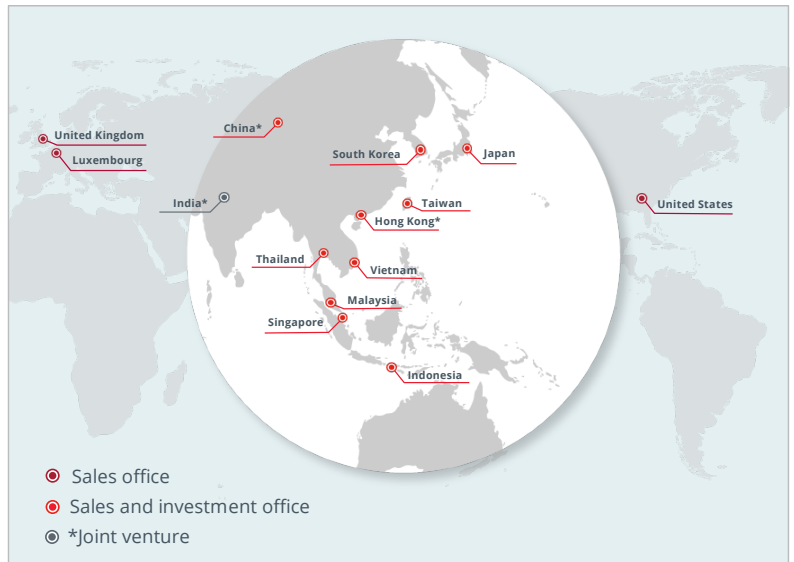 United Kingdom
Luxembourg
China*
South Korea
Japan
India*
Taiwan
Hong Kong*
United States
Thailand
Vietnam
Malaysia
Singapore
Indonesia
Sales office
Sales and investment office
*Joint venture